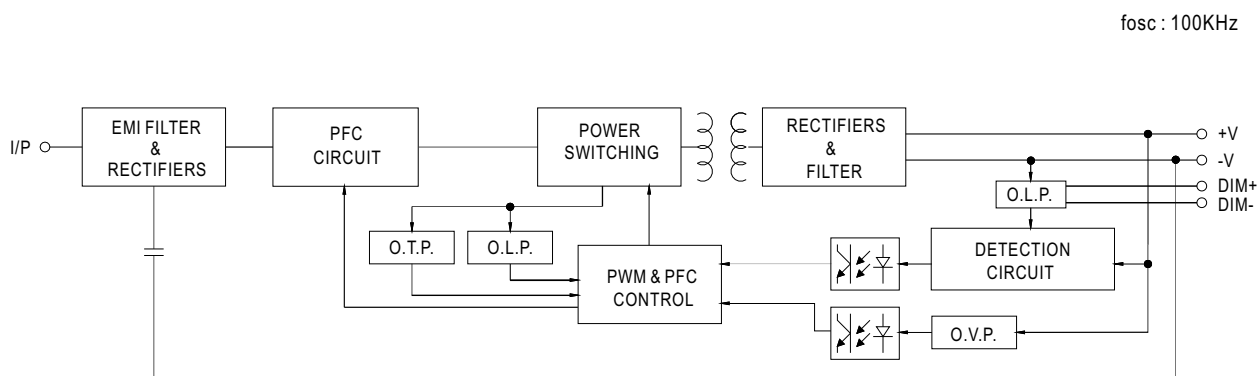 fosc : 100KHz
I/P
EMI FILTER
&
RECTIFIERS
PFC
CIRCUIT
POWER
SWITCHING
RECTIFIERS
&
FILTER
+V
-V
DIM+
DIM-
O.L.P.
O.T.P.
O.L.P.
PWM & PFC
CONTROL
DETECTION
CIRCUIT
O.V.P.